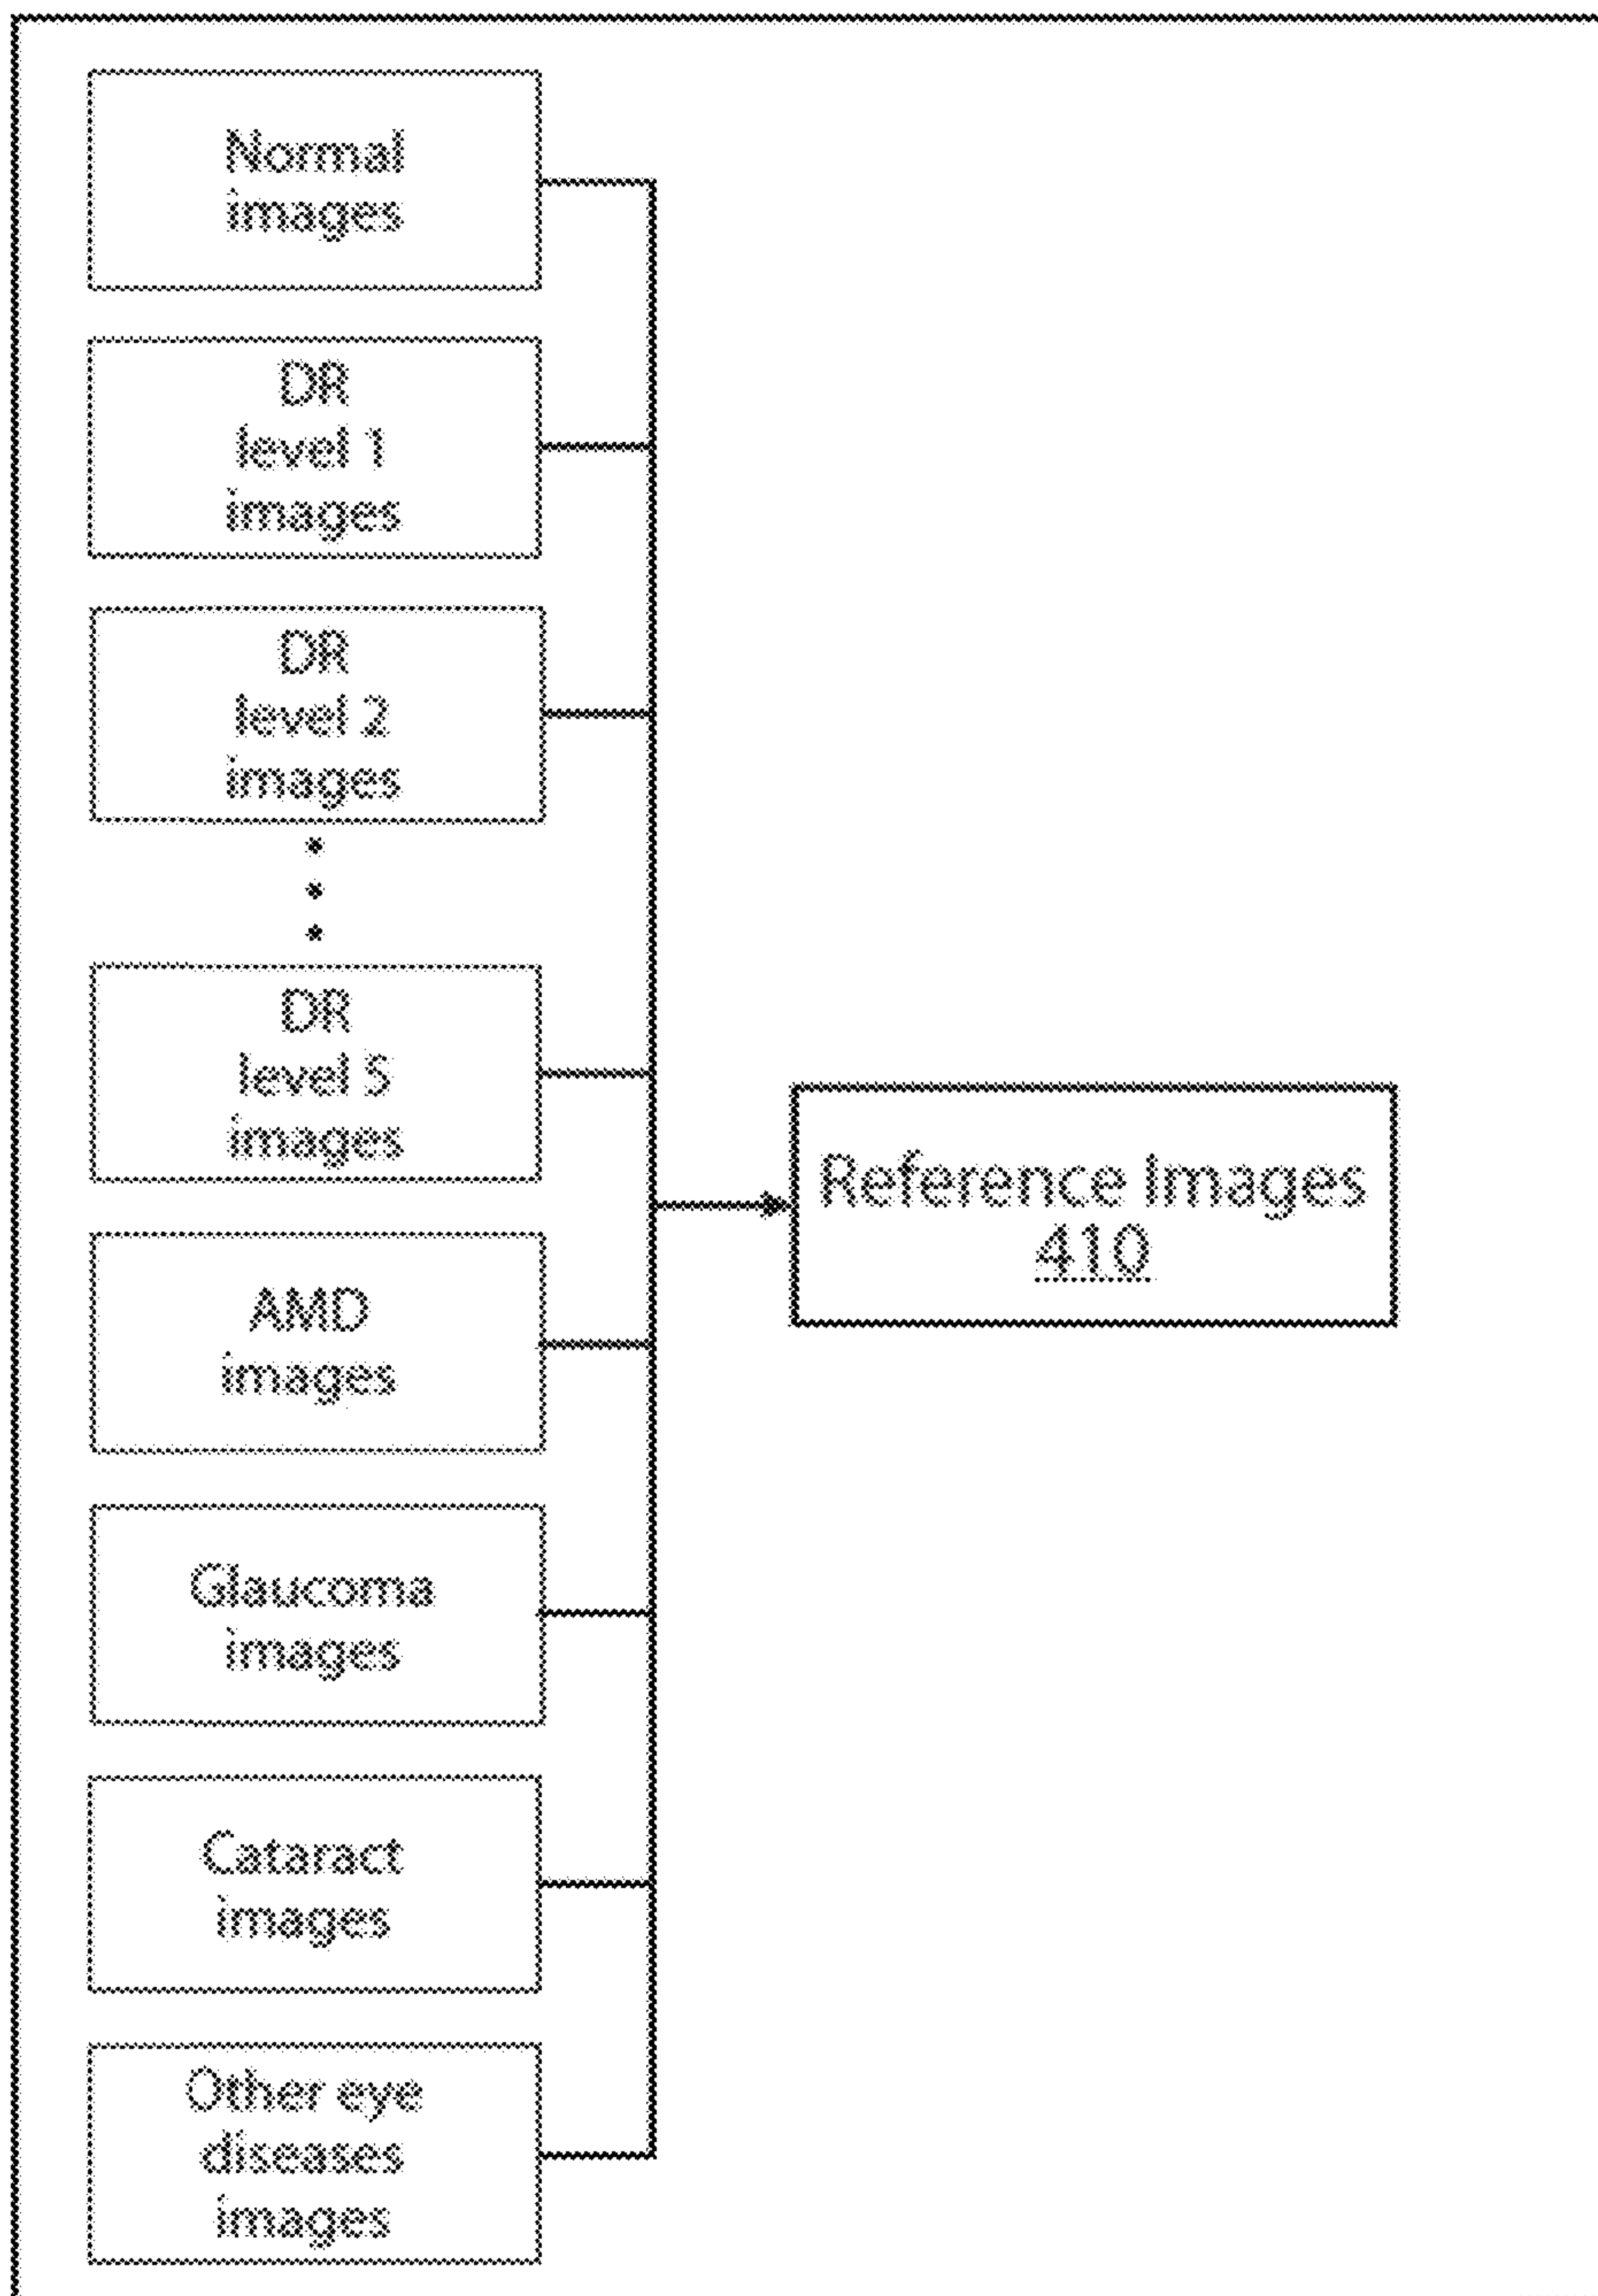 Normal
images
DR
level 1
images
DR
level 2
images
DR
level 5
images
AMD
images
Glaucoma
images
Cataract
images
Other eye
diseases
images
Reference Images
410